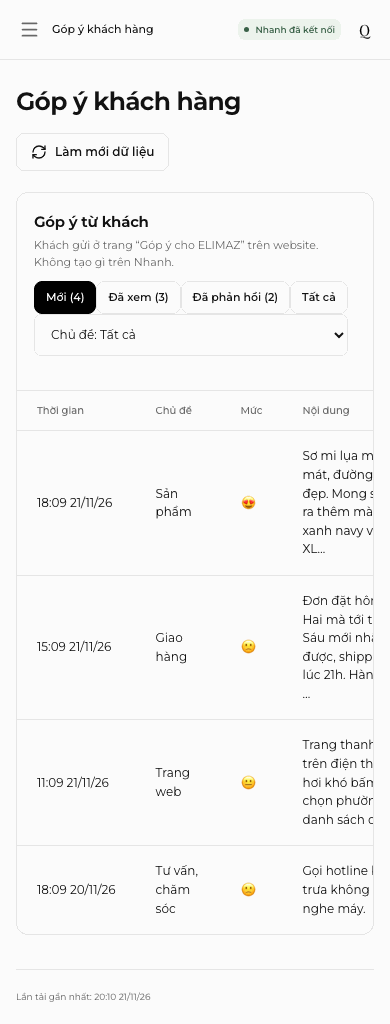 Góp ý khách hàng
Nhanh đã kết nối
Q
Góp ý khách hàng
Làm mới dữ liệu
Góp ý từ khách
Khách gửi ở trang “Góp ý cho ELIMAZ” trên website.
Không tạo gì trên Nhanh.
Mới (4)
Đã xem (3)
Đã phản hồi (2)
Tất cả
Chủ đề: Tất cả
Thời gian
Chủ đề
Mức
Nội dung
18:09 21/11/26
Sản
phẩm
😍
Sơ mi lụa m
mát, đường
đẹp. Mong s
ra thêm mà
xanh navy v
XL...
15:09 21/11/26
Giao
hàng
🙁
Đơn đặt hôm
Hai mà tới t
Sáu mới nhậ
được, shipp
lúc 21h. Hàn
...
11:09 21/11/26
Trang
web
😐
Trang thanh
trên điện th
hơi khó bấm
chọn phườn
danh sách d
18:09 20/11/26
Tư vấn,
chăm
sóc
🙁
Gọi hotline
trưa không
nghe máy.
Lần tải gần nhất: 20:10 21/11/26